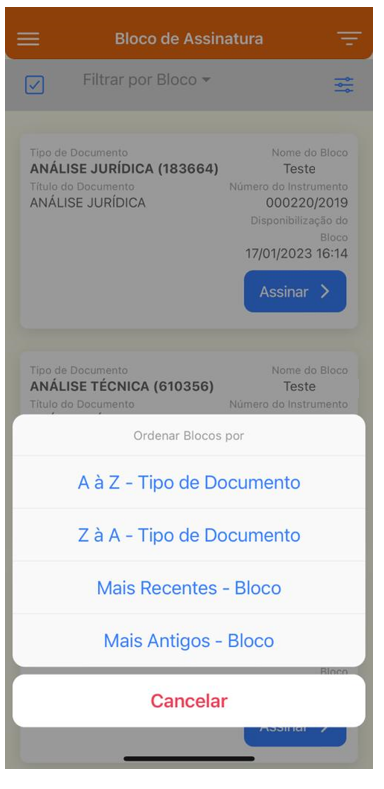 Bloco de Assinatura
Filtrar por Bloco
Tipo de Documento
ANÁLISE JURÍDICA (183664)
Título do Documento
ANÁLISE JURÍDICA
Nome do Bloco
Teste
Número do Instrumento
000220/2019
Disponibilização do
Bloco
17/01/2023 16:14
Assinar
Tipo de Documento
ANÁLISE TÉCNICA (610356)
Título do Documento
Nome do Bloco
Teste
Número do Instrumento
Ordenar Blocos por
A à Z - Tipo de Documento
Z à A - Tipo de Documento
Mais Recentes - Bloco
Mais Antigos - Bloco
Bloco
Cancelar
Assinar